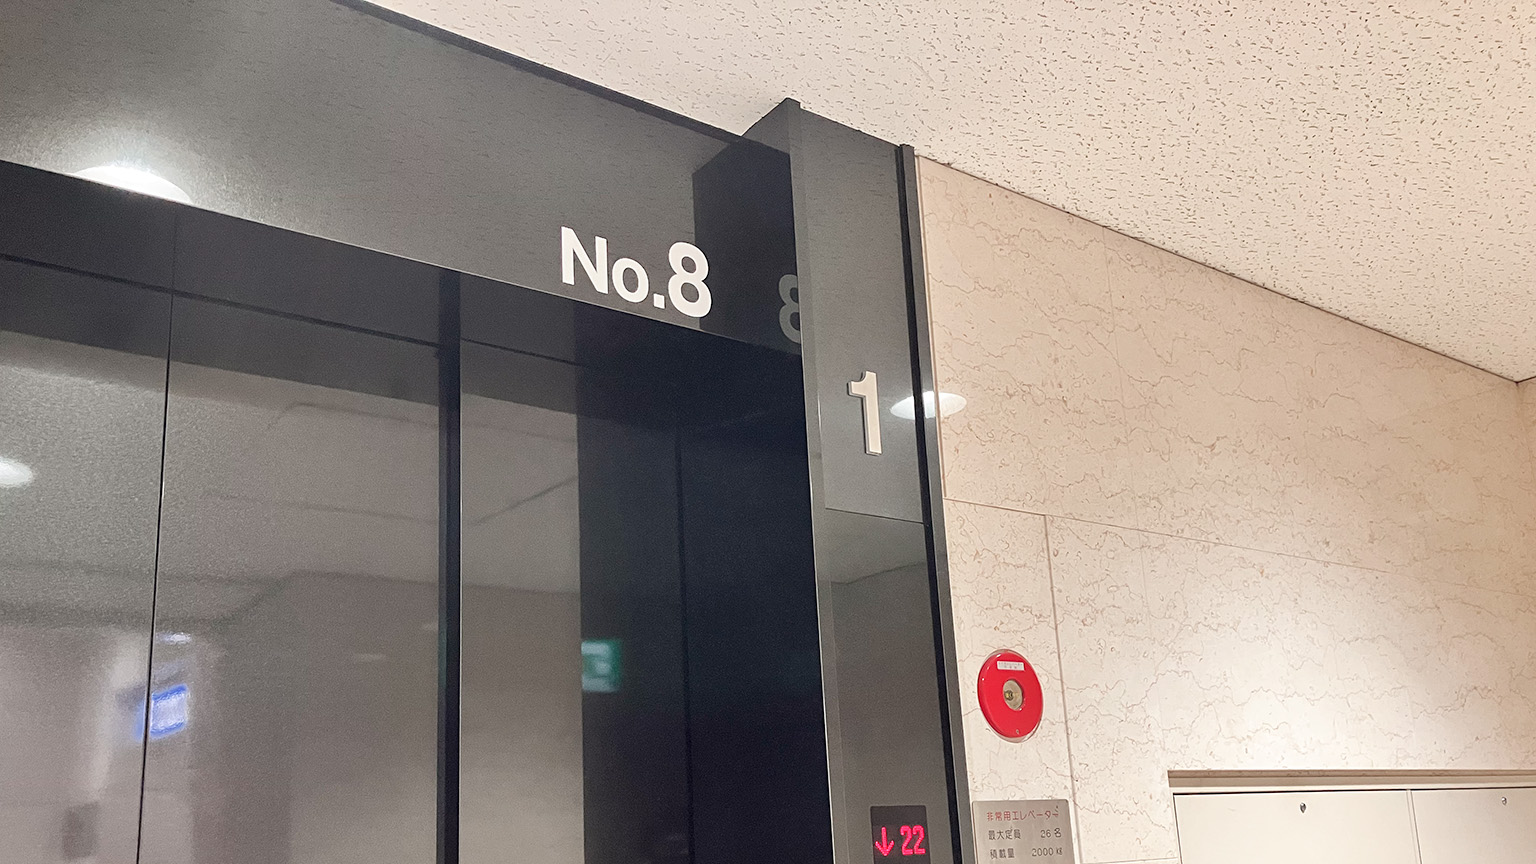 No.8
1
↓22
非常用エレベーター
最大定員 26名
積載量 2000kg